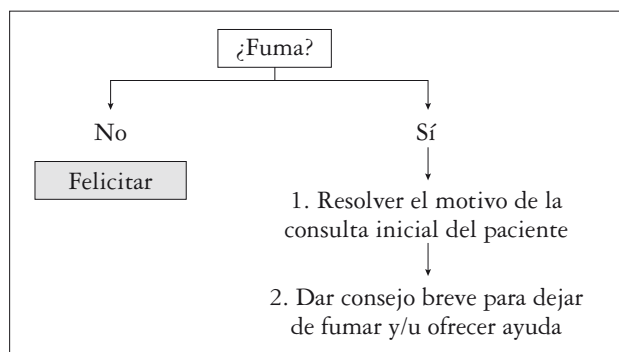 ¿Fuma?
No
Sí
Felicitar
1. Resolver el motivo de la
consulta inicial del paciente
2. Dar consejo breve para dejar
de fumar y/u ofrecer ayuda